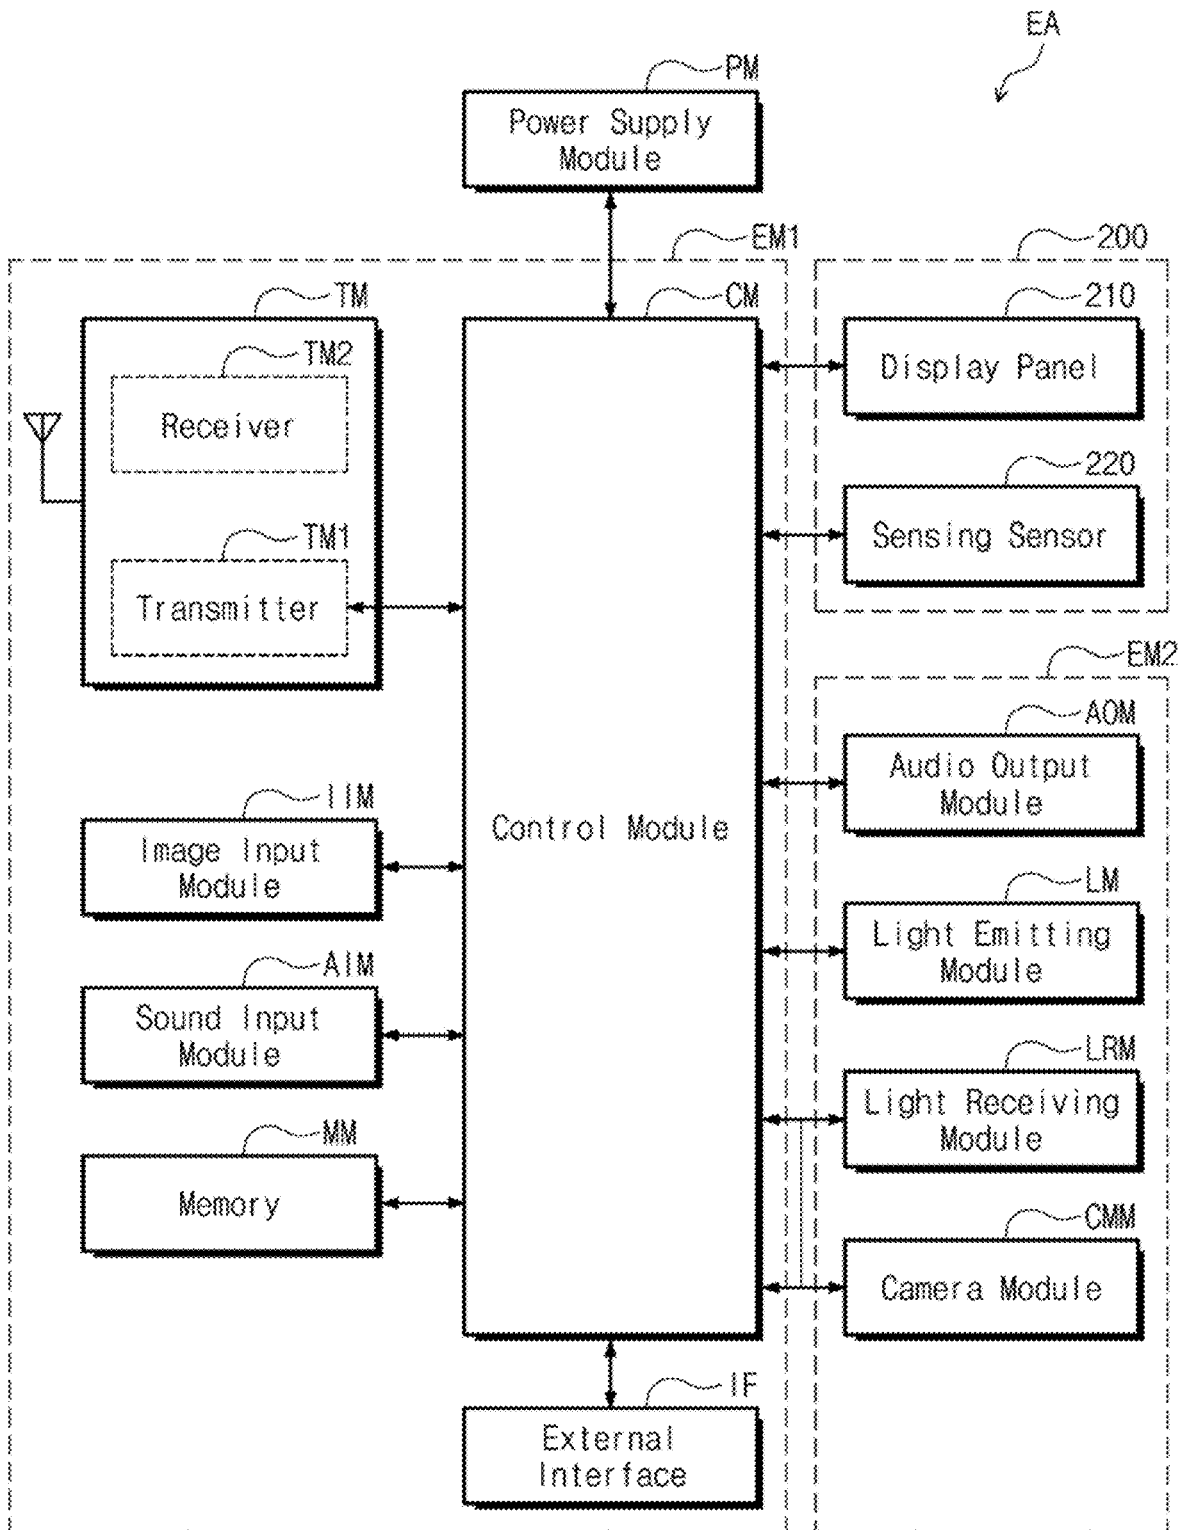 EA
PM
Power Supply
Module
EM1
200
TM
CM
210
TM2
Receiver
Display Panel
220
TM1
Transmitter
Sensing Sensor
EM2
AOM
Audio Output
Module
IIM
Image Input
Module
Control Module
LM
Light Emitting
Module
AIM
Sound Input
Module
LRM
Light Receiving
Module
MM
Memory
CMM
Camera Module
IF
External
Interface